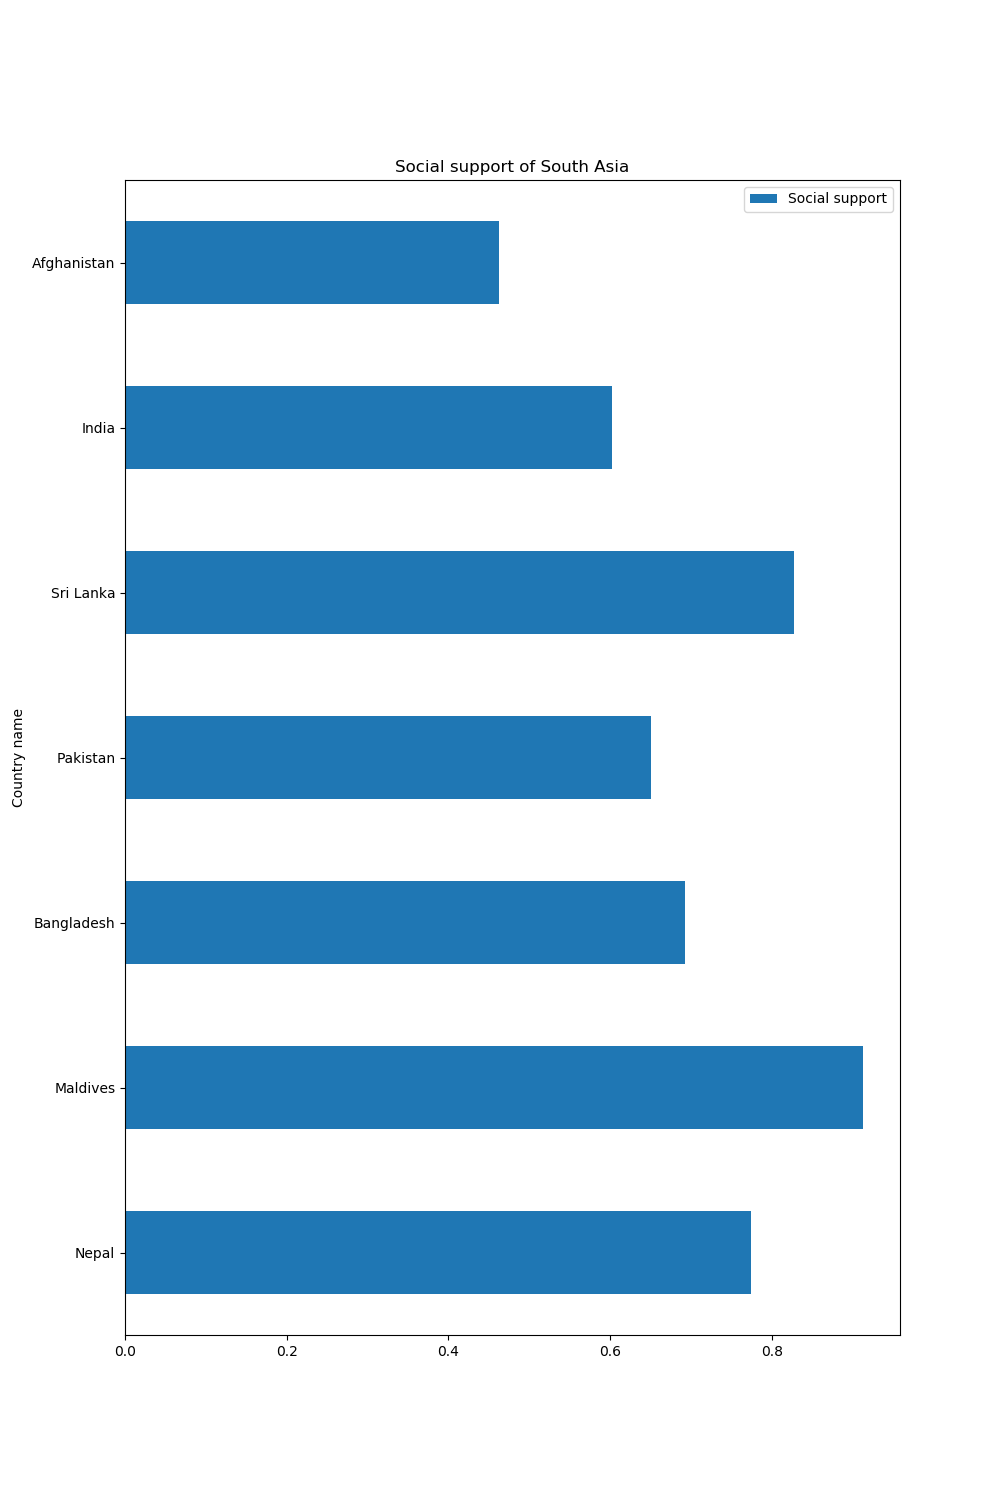 Social support of South Asia
Social support
Afghanistan
India
Sri Lanka
Pakistan
Country name
Bangladesh
Maldives
Nepal
0.0 0.2 0.4 0.6 0.8